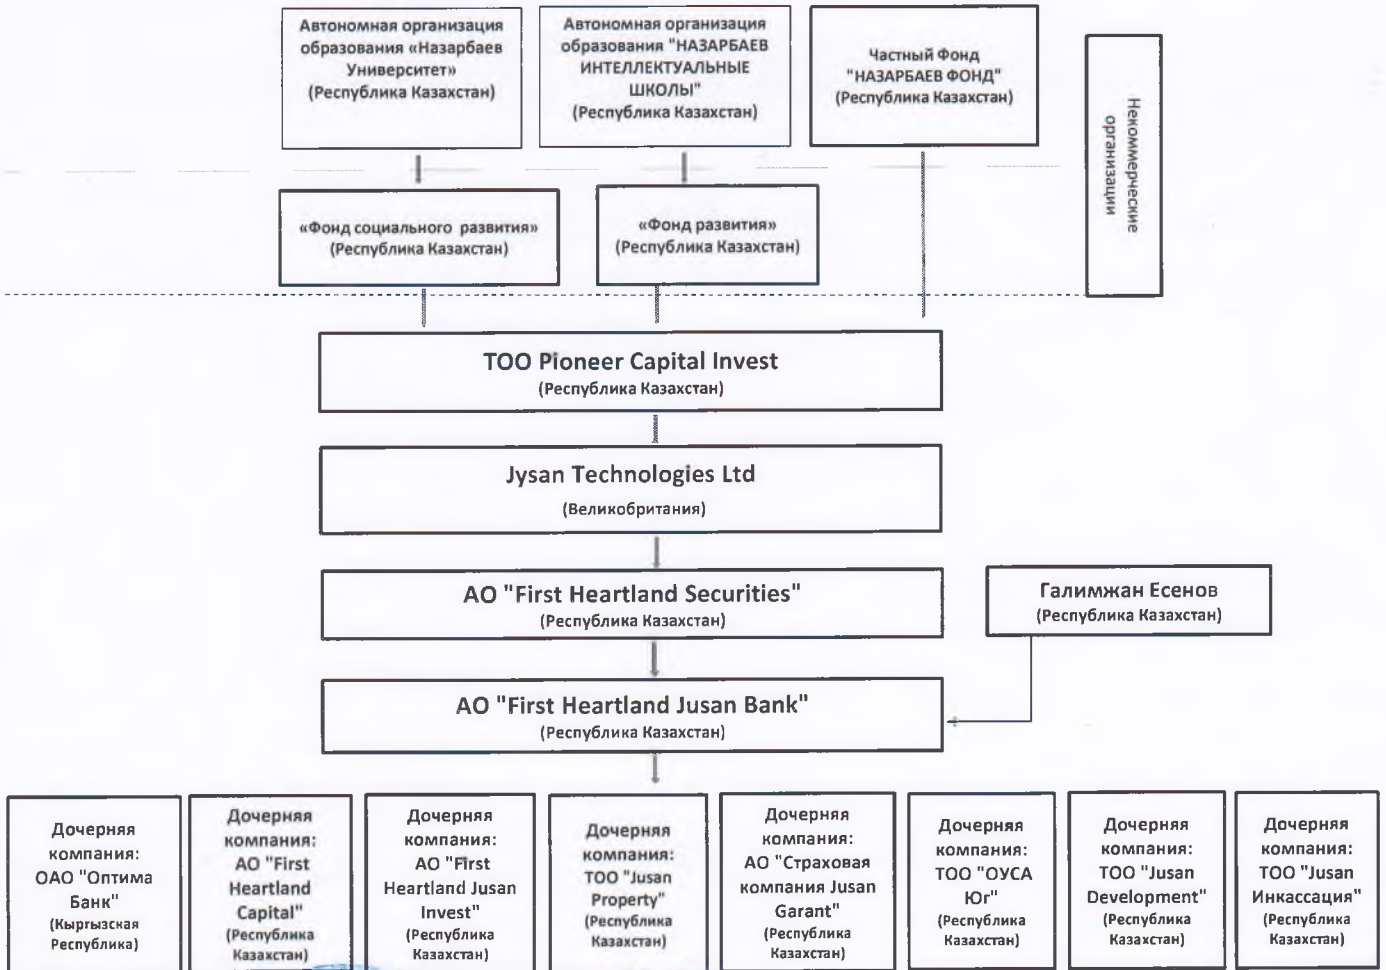 Автономная организация
образования «Назарбаев
Университет»
(Республика Казахстан)
Автономная организация
образования "НАЗАРБАЕВ
ИНТЕЛЛЕКТУАЛЬНЫЕ
ШКОЛЫ"
(Республика Казахстан)
Частный Фонд
"НАЗАРБАЕВ ФОНД"
(Республика Казахстан)
Некоммерческие
организации
«Фонд социального развития»
(Республика Казахстан)
«Фонд развития»
(Республика Казахстан)
ТОО Pioneer Capital Invest
(Республика Казахстан)
Jysan Technologies Ltd
(Великобритания)
АО "First Heartland Securities"
(Республика Казахстан)
Галимжан Есенов
(Республика Казахстан)
АО "First Heartland Jusan Bank"
(Республика Казахстан)
Дочерняя
компания:
ОАО "Оптима
Банк"
(Кыргызская
Республика)
Дочерняя
компания:
АО "First
Heartland
Capital"
(Республика
Казахстан)
Дочерняя
компания:
АО "First
Heartland Jusan
Invest"
(Республика
Казахстан)
Дочерняя
компания:
ТОО "Jusan
Property"
(Республика
Казахстан)
Дочерняя
компания:
АО "Страховая
компания Jusan
Garant"
(Республика
Казахстан)
Дочерняя
компания:
ТОО "ОУСА
Юг"
(Республика
Казахстан)
Дочерняя
компания:
ТОО "Jusan
Development"
(Республика
Казахстан)
Дочерняя
компания:
ТОО "Jusan
Инкассация"
(Республика
Казахстан)